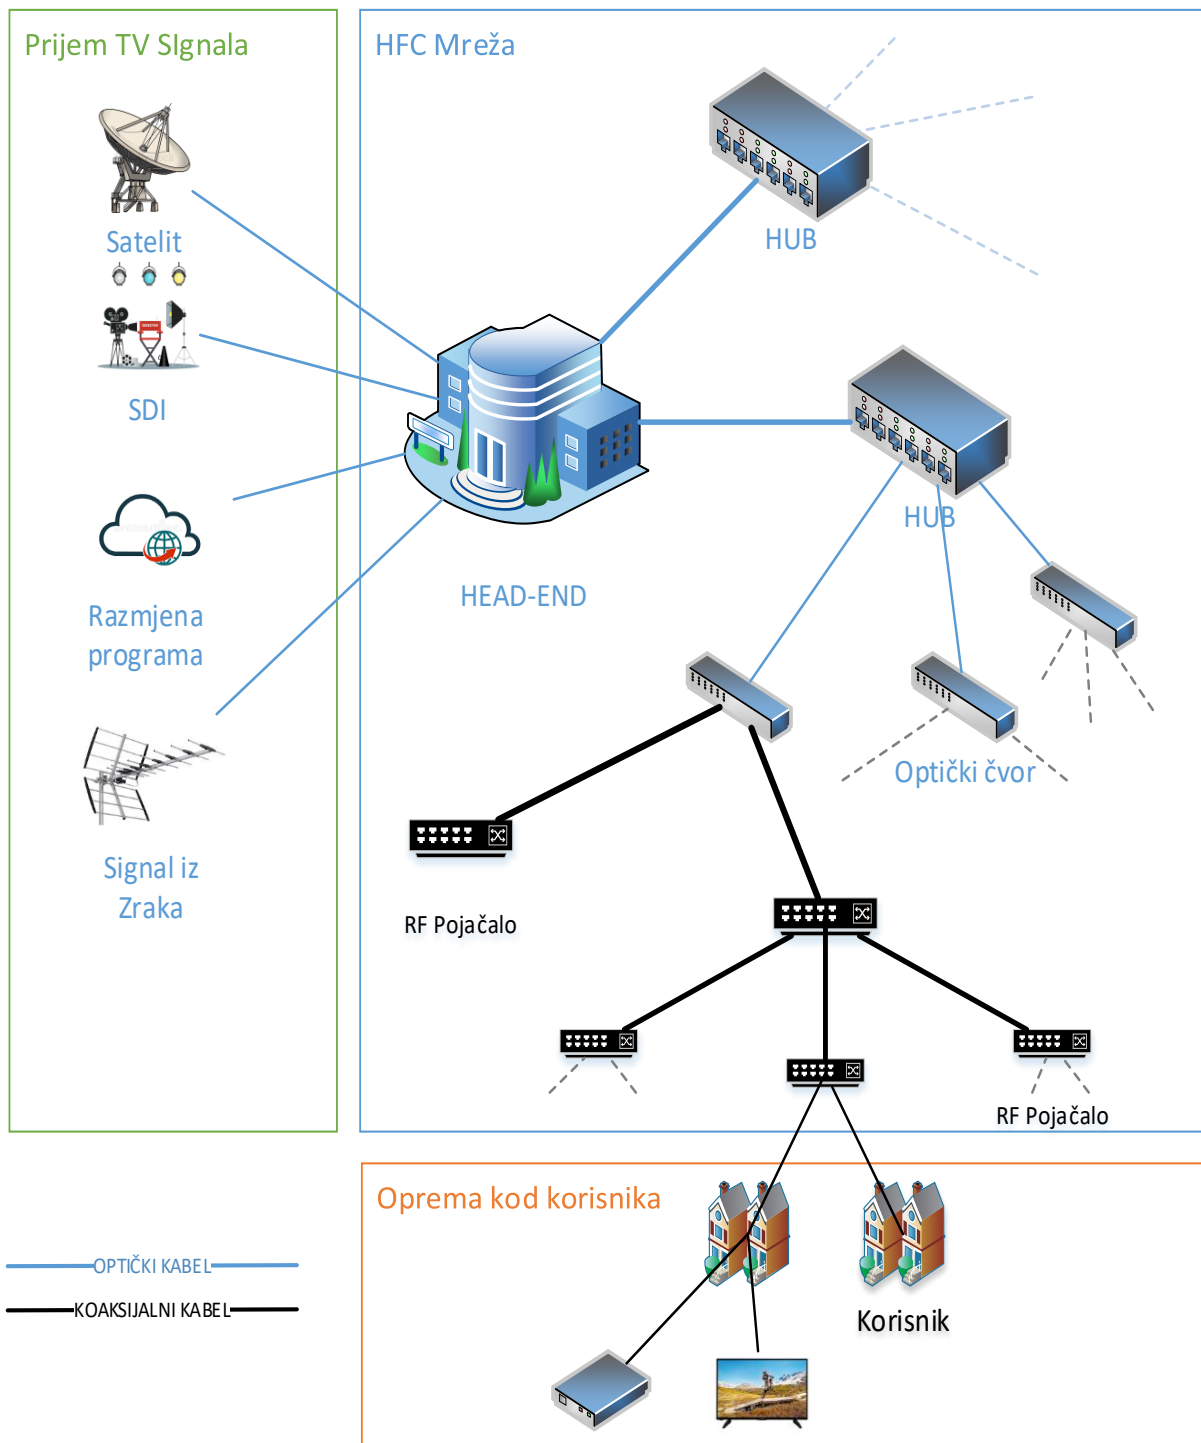 Prijem TV SIgnala
HFC Mreža
Satelit
HUB
SDI
HUB
HEAD-END
Razmjena
programa
Optički čvor
Signal iz
Zraka
RF Pojačalo
RF Pojačalo
Oprema kod korisnika
OPTIČKI KABEL
KOAKSIJALNI KABEL
Korisnik